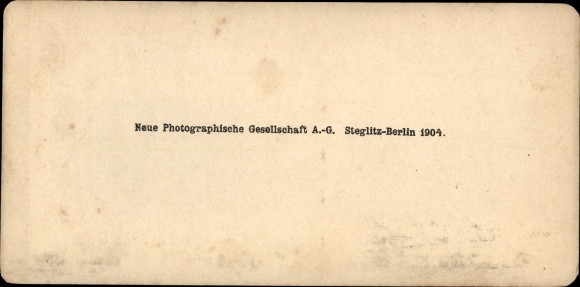 Neue Photographische Gesellschaft A.-G. Steglitz-Berlin 1904.